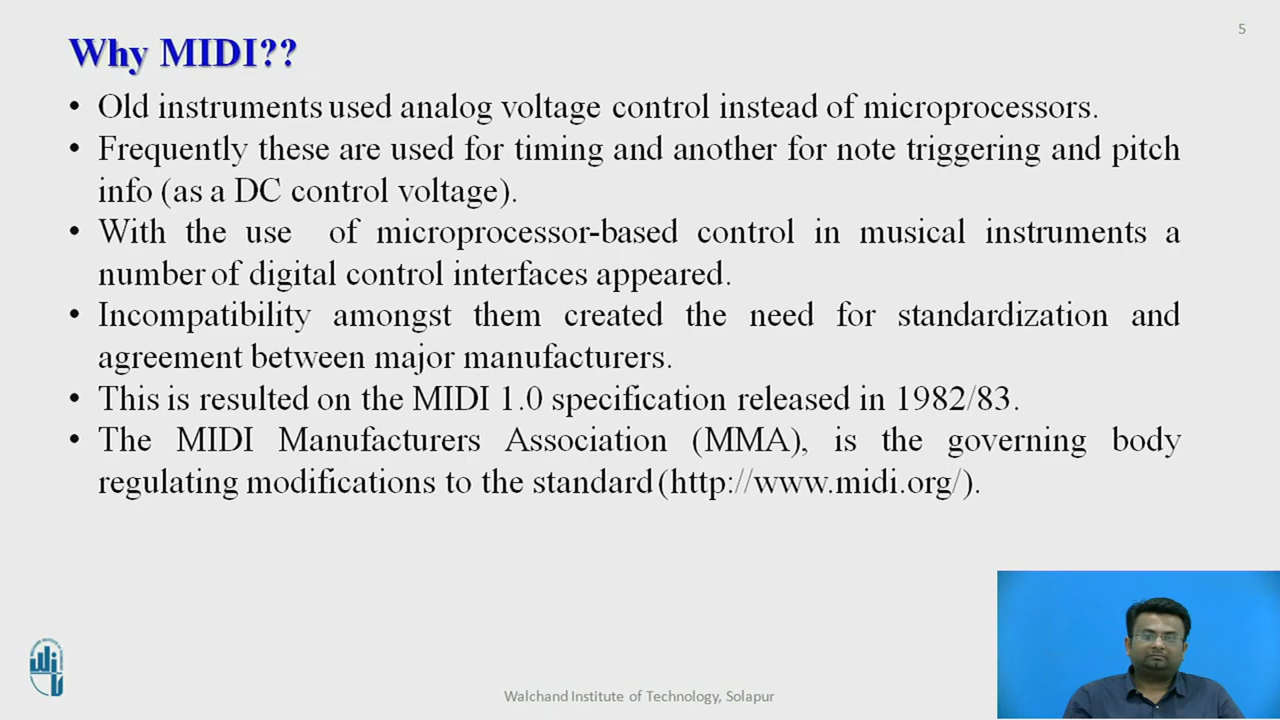 5
Why MIDI??
• Old instruments used analog voltage control instead of microprocessors.
• Frequently these are used for timing and another for note triggering and pitch
info (as a DC control voltage).
• With the use of microprocessor-based control in musical instruments a
number of digital control interfaces appeared.
• Incompatibility amongst them created the need for standardization and
agreement between major manufacturers.
• This is resulted on the MIDI 1.0 specification released in 1982/83.
• The MIDI Manufacturers Association (MMA), is the governing body
regulating modifications to the standard (http://www.midi.org/).
Walchand Institute of Technology, Solapur